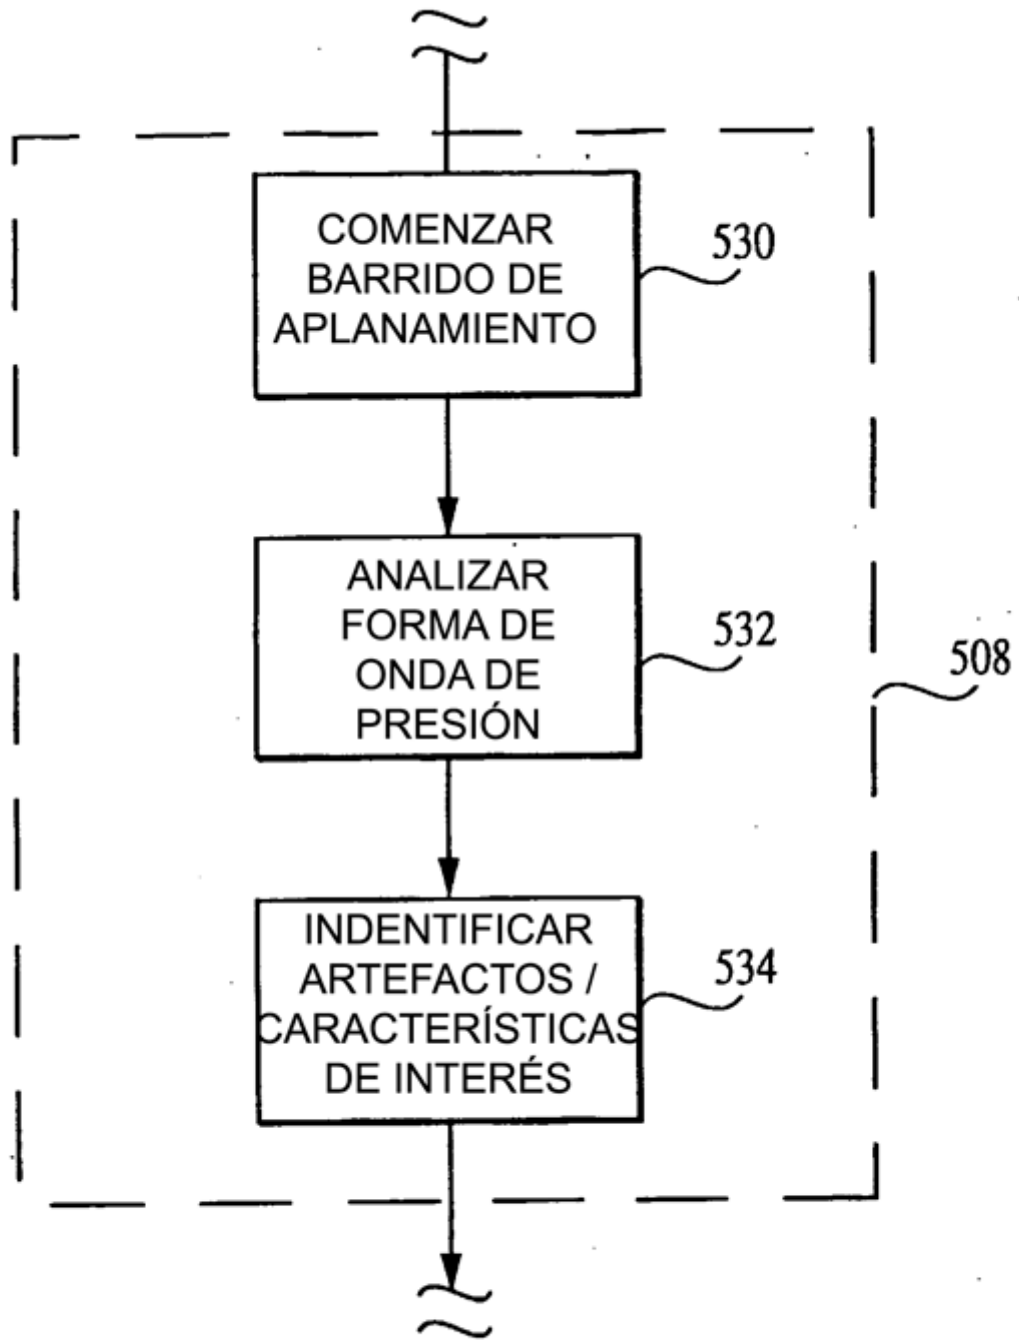 COMENZAR
BARRIDO DE
APLANAMIENTO
530
ANALIZAR
FORMA DE
ONDA DE
PRESIÓN
532
508
INDENTIFICAR
ARTEFACTOS /
CARACTERÍSTICAS
DE INTERÉS
534